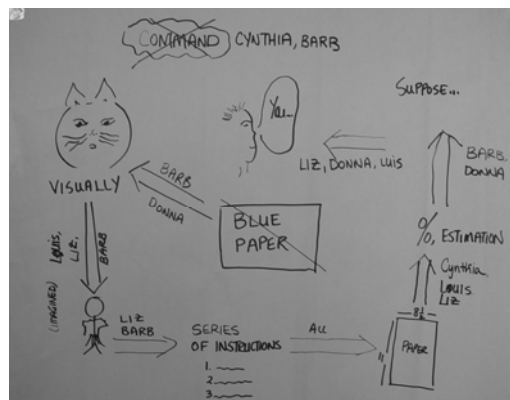 COMMAND CYNTHIA, BARB
SUPPOSE...
You...
LIZ, DONNA, LUIS
BARB
DONNA
VISUALLY
BARB
DONNA
BLUE
PAPER
%, ESTIMATION
Louis,
LIZ,
BARB
Cynthia
Louis
LIZ
(IMAGINED)
LIZ
BARB
SERIES
OF INSTRUCTIONS
1.
2.
3.
All
8½
11
PAPER